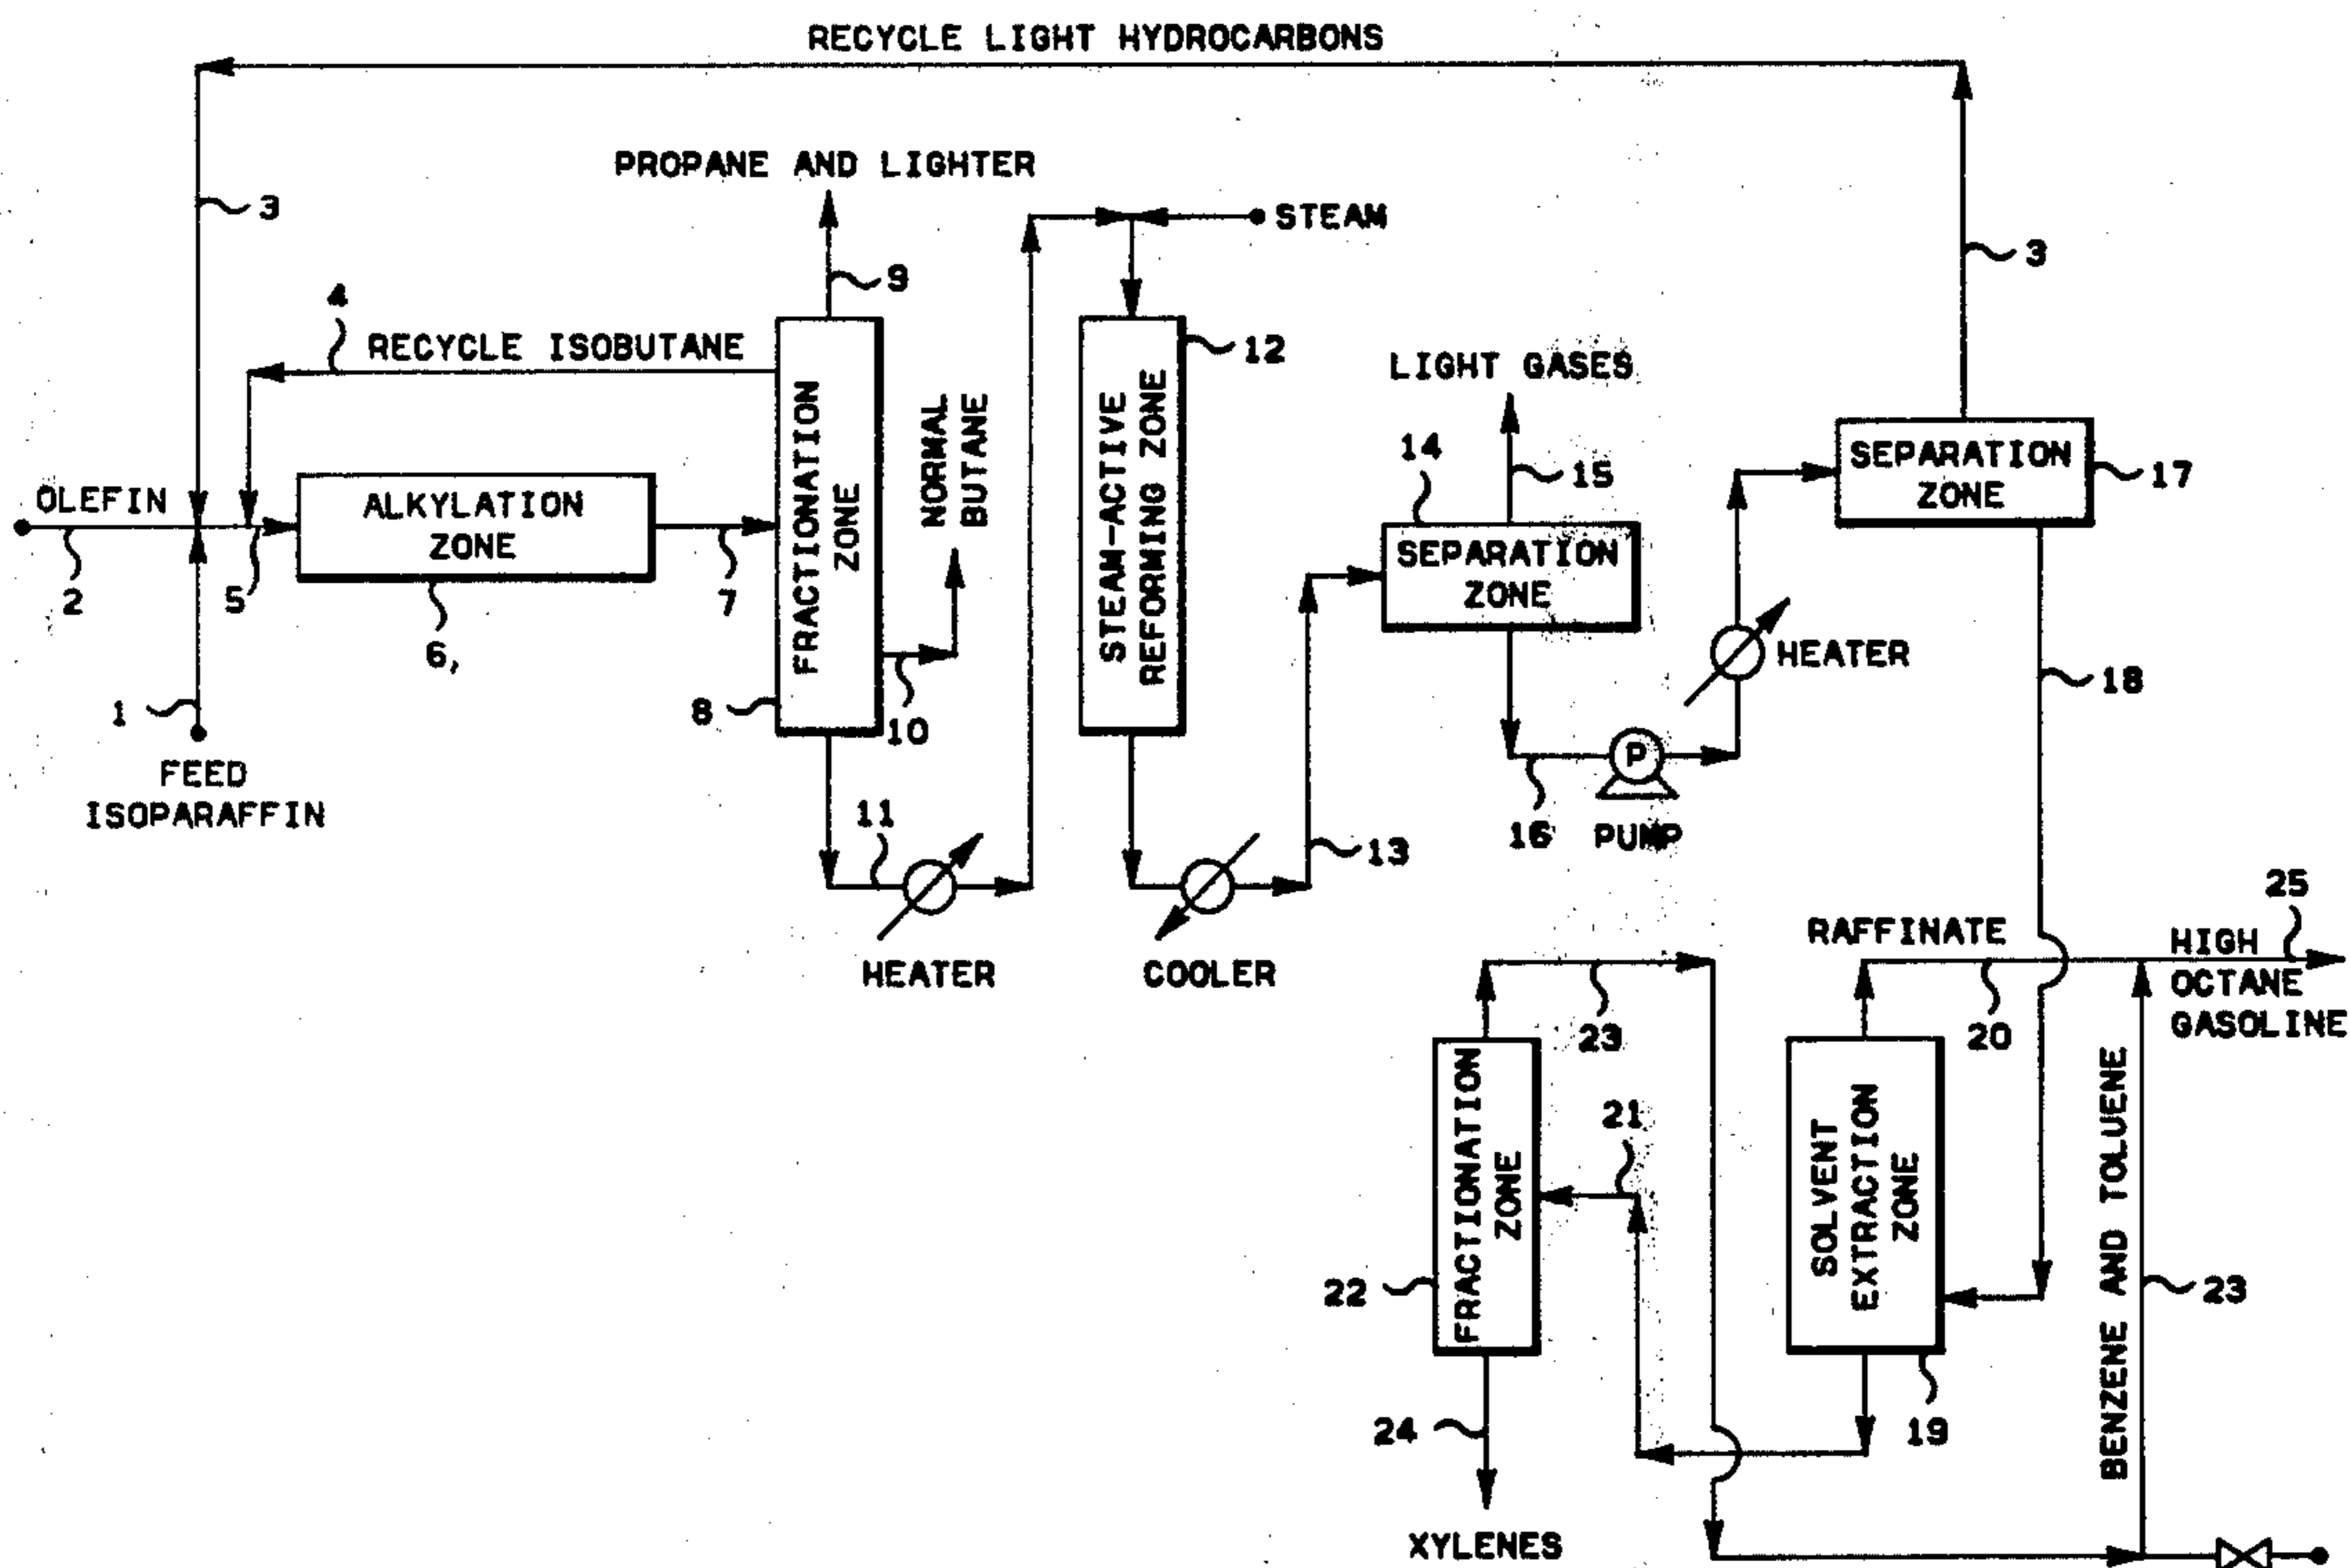 RECYCLE LIGHT HYDROCARBONS
PROPANE AND LIGHTER
3
STEAM
9
3
4
RECYCLE ISOBUTANE
12
LIGHT GASES
FRACTIONATION
ZONE
NORMAL
BUTANE
STEAM-ACTIVE
REFORMING ZONE
14
15
SEPARATION
ZONE
17
OLEFIN
ALKYLATION
ZONE
SEPARATION
ZONE
2
5
7
6,
HEATER
18
1
8
10
FEED
ISOPARAFFIN
P
11
16
PUMP
13
25
HEATER
COOLER
RAFFINATE
HIGH
OCTANE
GASOLINE
23
20
FRACTIONATION
ZONE
21
SOLVENT
EXTRACTION
ZONE
BENZENE AND TOLUENE
22
23
24
19
XYLENES